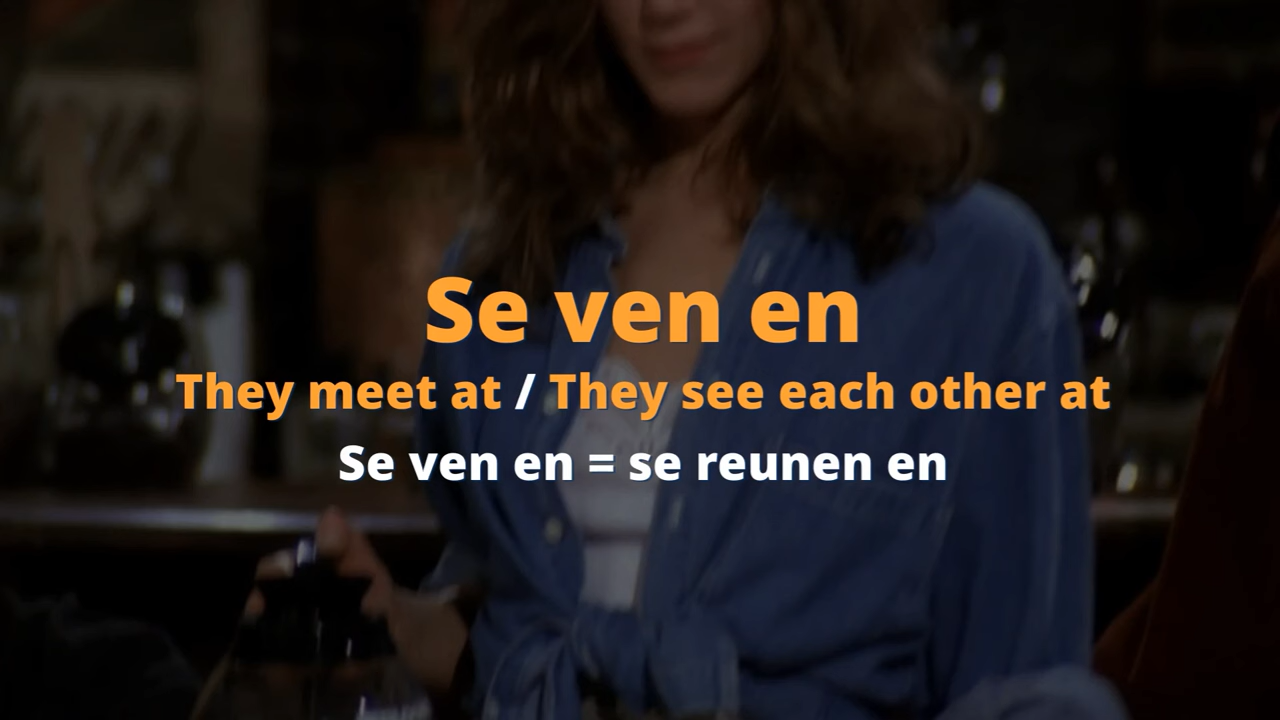 Se ven en
They meet at / They see each other at
Se ven en = se reunen en